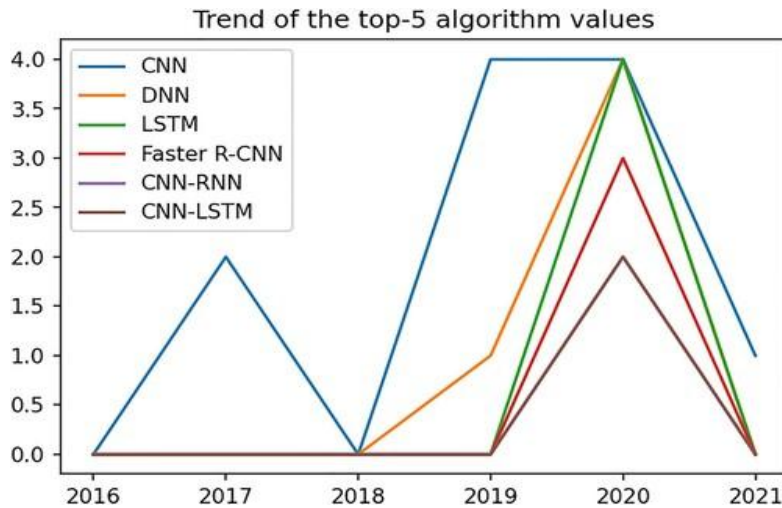 Trend of the top-5 algorithm values
4.0
3.5
3.0
2.5
2.0
1.5
1.0
0.5
0.0
CNN
DNN
LSTM
Faster R-CNN
CNN-RNN
CNN-LSTM
2016 2017 2018 2019 2020 2021